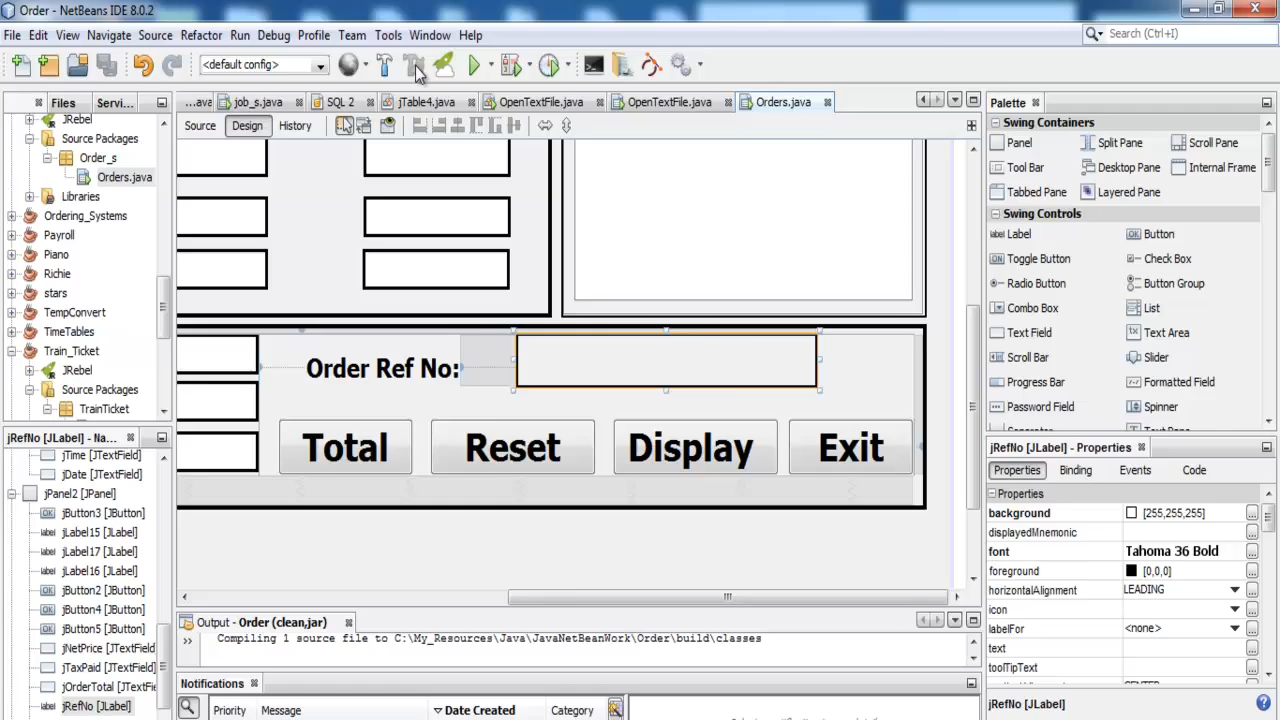 Order - NetBeans IDE 8.0.2
File Edit View Navigate Source Refactor Run Debug Profile Team Tools Window Help
Search (Ctrl+I)
<default config>
Files Servi...
...ava job_s.java SQL 2 jTable4.java OpenTextFile.java OpenTextFile.java Orders.java
Source Design History
JRebel
Source Packages
Order_s
Orders.java
Libraries
Ordering_Systems
Payroll
Piano
Richie
stars
TempConvert
TimeTables
Train_Ticket
JRebel
Source Packages
TrainTicket
jRefNo [JLabel] - Na...
jTime [JTextField]
jDate [JTextField]
jPanel2 [JPanel]
jButton3 [JButton]
jLabel15 [JLabel]
jLabel17 [JLabel]
jLabel16 [JLabel]
jButton2 [JButton]
jButton4 [JButton]
jButton5 [JButton]
jNetPrice [JTextField]
jTaxPaid [JTextField]
jOrderTotal [JTextFie
jRefNo [JLabel]
Order Ref No:
Total Reset Display Exit
Output - Order (clean,jar)
Compiling 1 source file to C:\My_Resources\Java\JavaNetBeanWork\Order\build\classes
Notifications
Priority Message Date Created Category
Palette
Swing Containers
Panel Split Pane Scroll Pane
Tool Bar Desktop Pane Internal Frame
Tabbed Pane Layered Pane
Swing Controls
label Label OK Button
ON Toggle Button Check Box
Radio Button Button Group
Combo Box List
Text Field Text Area
Scroll Bar Slider
Progress Bar Formatted Field
Password Field Spinner
jRefNo [JLabel] - Properties
Properties Binding Events Code
Properties
background [255,255,255] ...
displayedMnemonic ...
font Tahoma 36 Bold ...
foreground [0,0,0] ...
horizontalAlignment LEADING ...
icon ...
labelFor <none> ...
text ...
toolTipText ...
jRefNo [JLabel]